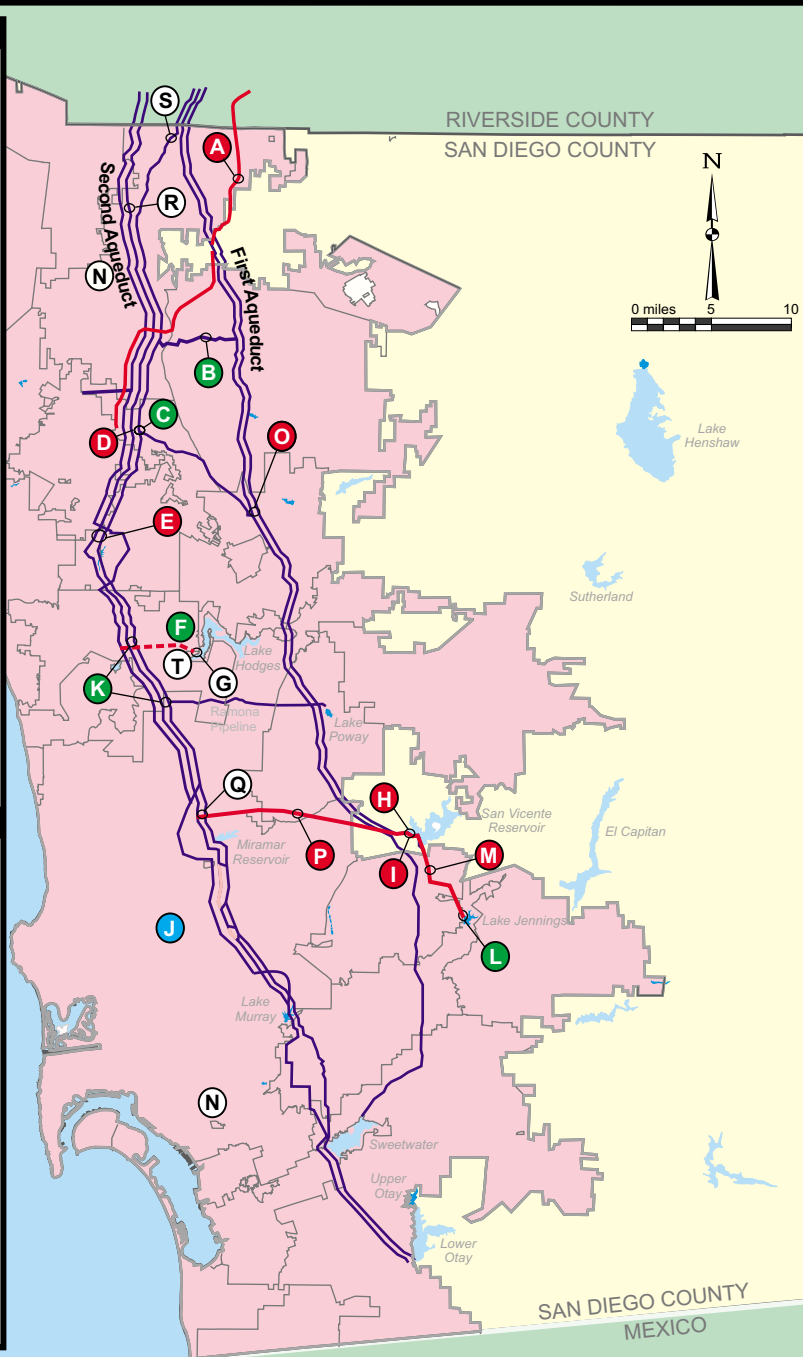 S
RIVERSIDE COUNTY
SAN DIEGO COUNTY
A
N
Second Aqueduct
R
First Aqueduct
N
0 miles 5 10
B
C
D
O
Lake
Henshaw
E
Sutherland
F
T
G
Lake
Hodges
K
Ramona
Pipeline
Lake
Poway
Q
H
San Vicente
Reservoir
El Capitan
Miramar
Reservoir
P
I
M
J
Lake Jennings
L
Lake
Murray
N
Sweetwater
Upper
Otay
Lower
Otay
SAN DIEGO COUNTY
MEXICO